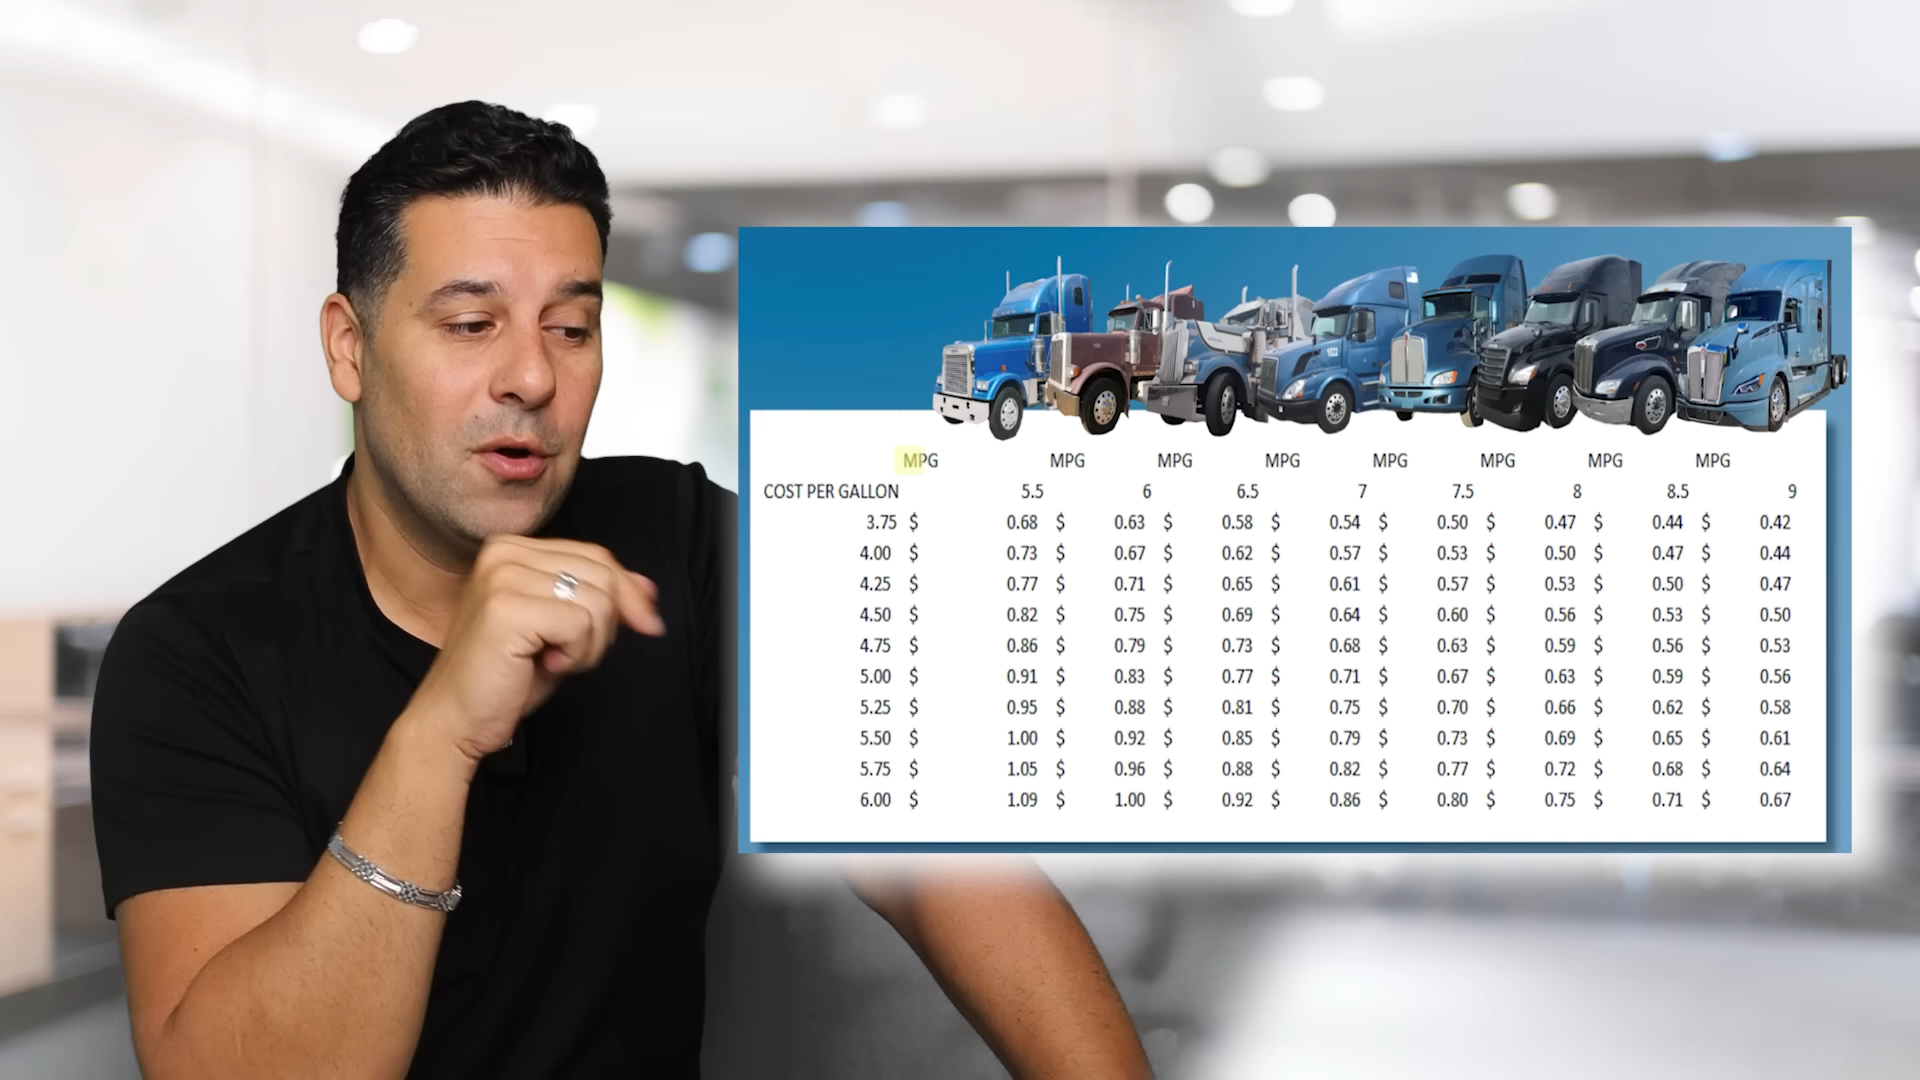 MPG MPG MPG MPG MPG MPG MPG MPG
COST PER GALLON 5.5 6 6.5 7 7.5 8 8.5 9
3.75 $ 0.68 $ 0.63 $ 0.58 $ 0.54 $ 0.50 $ 0.47 $ 0.44 $ 0.42
4.00 $ 0.73 $ 0.67 $ 0.62 $ 0.57 $ 0.53 $ 0.50 $ 0.47 $ 0.44
4.25 $ 0.77 $ 0.71 $ 0.65 $ 0.61 $ 0.57 $ 0.53 $ 0.50 $ 0.47
4.50 $ 0.82 $ 0.75 $ 0.69 $ 0.64 $ 0.60 $ 0.56 $ 0.53 $ 0.50
4.75 $ 0.86 $ 0.79 $ 0.73 $ 0.68 $ 0.63 $ 0.59 $ 0.56 $ 0.53
5.00 $ 0.91 $ 0.83 $ 0.77 $ 0.71 $ 0.67 $ 0.63 $ 0.59 $ 0.56
5.25 $ 0.95 $ 0.88 $ 0.81 $ 0.75 $ 0.70 $ 0.66 $ 0.62 $ 0.58
5.50 $ 1.00 $ 0.92 $ 0.85 $ 0.79 $ 0.73 $ 0.69 $ 0.65 $ 0.61
5.75 $ 1.05 $ 0.96 $ 0.88 $ 0.82 $ 0.77 $ 0.72 $ 0.68 $ 0.64
6.00 $ 1.09 $ 1.00 $ 0.92 $ 0.86 $ 0.80 $ 0.75 $ 0.71 $ 0.67